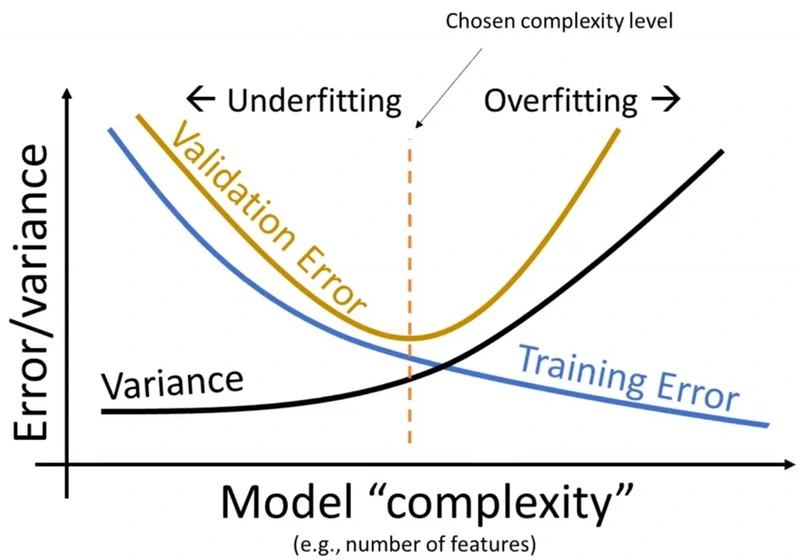 Chosen complexity level
← Underfitting
Overfitting →
Validation Error
Error/variance
Variance
Training Error
Model “complexity”
(e.g., number of features)